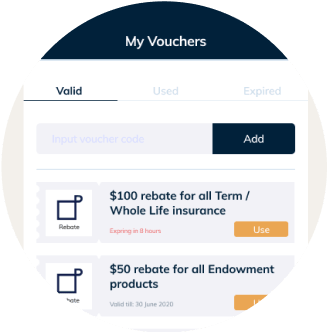 My Vouchers
Valid Used Expired
Input voucher code Add
$100 rebate for all Term /
Whole Life insurance
Rebate
Expring in 8 hours Use
$50 rebate for all Endowment
products
Valid till: 30 June 2020